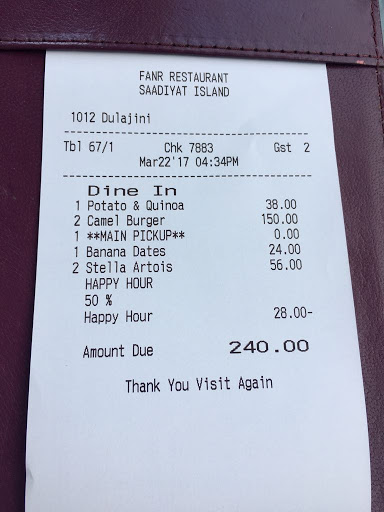 FANR RESTAURANT
SAADIYAT ISLAND
1012 Dulajini
Tbl 67/1 Chk 7883 Gst 2
Mar22'17 04:34PM
Dine In
1 Potato & Quinoa 38.00
2 Camel Burger 150.00
1 **MAIN PICKUP** 0.00
1 Banana Dates 24.00
2 Stella Artois 56.00
HAPPY HOUR
50 %
Happy Hour 28.00-
Amount Due 240.00
Thank You Visit Again